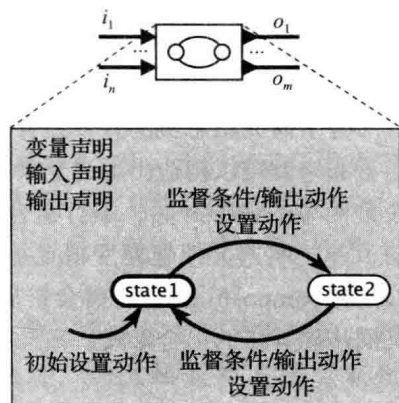 i1 o1
... ...
in om
变量声明
输入声明
输出声明
监督条件/输出动作
设置动作
state1 state2
初始设置动作
监督条件/输出动作
设置动作